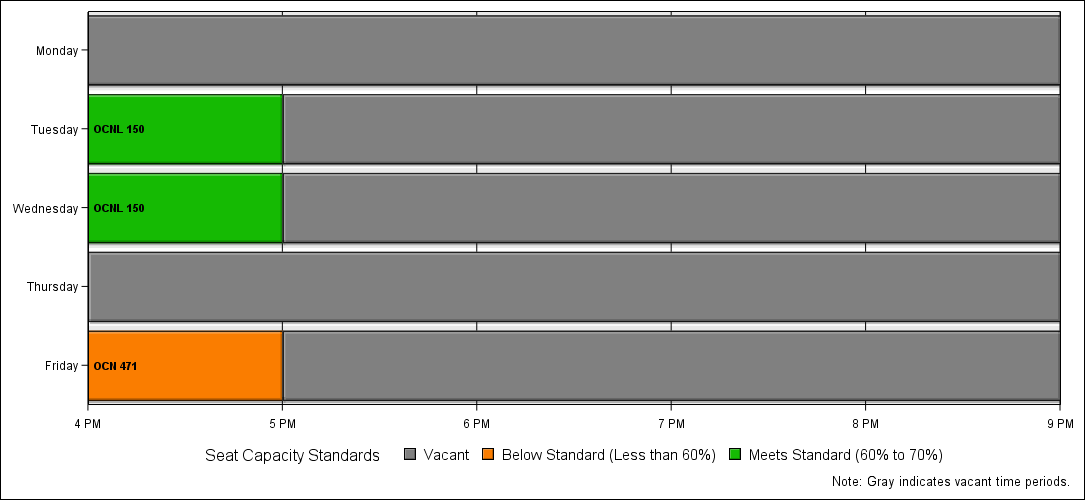 Monday
Tuesday
OCNL 150
Wednesday
OCNL 150
Thursday
Friday
OCN 471
4 PM 5 PM 6 PM 7 PM 8 PM 9 PM
Seat Capacity Standards Vacant Below Standard (Less than 60%) Meets Standard (60% to 70%)
Note: Gray indicates vacant time periods.